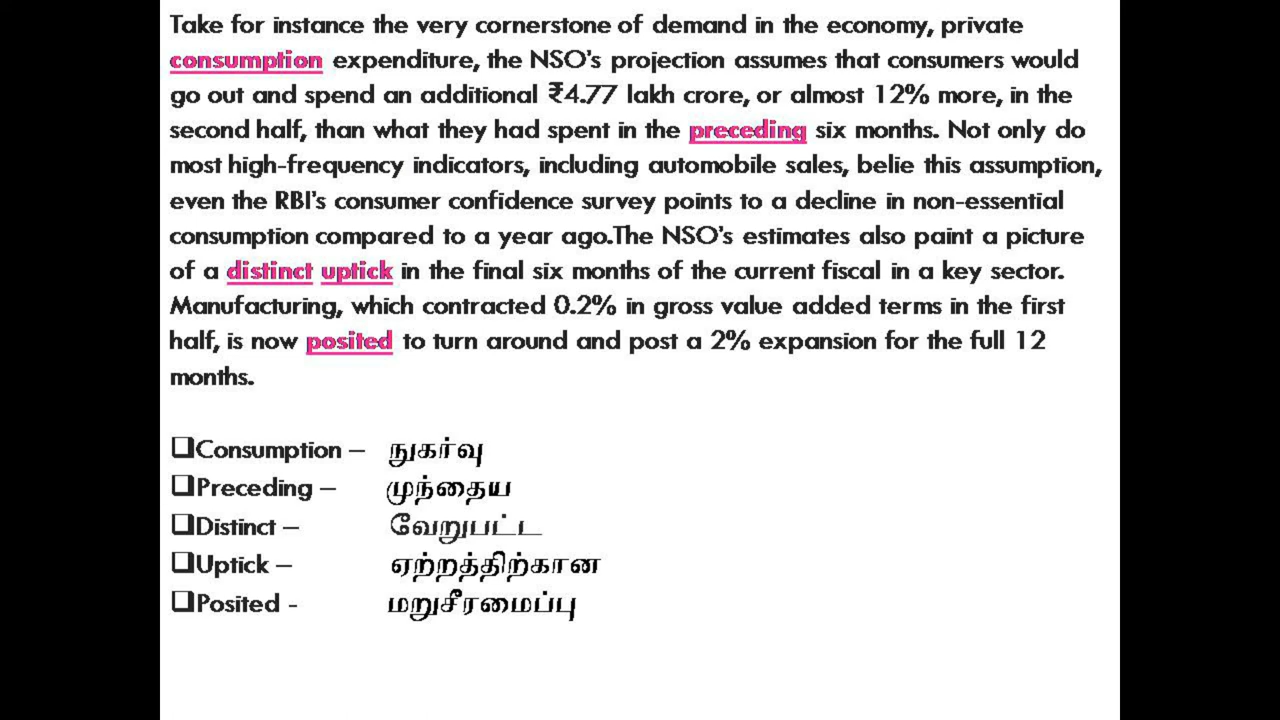 Take for instance the very cornerstone of demand in the economy, private
consumption expenditure, the NSO's projection assumes that consumers would
go out and spend an additional ₹4.77 lakh crore, or almost 12% more, in the
second half, than what they had spent in the preceding six months. Not only do
most high-frequency indicators, including automobile sales, belie this assumption,
even the RBI's consumer confidence survey points to a decline in non-essential
consumption compared to a year ago.The NSO's estimates also paint a picture
of a distinct uptick in the final six months of the current fiscal in a key sector.
Manufacturing, which contracted 0.2% in gross value added terms in the first
half, is now posited to turn around and post a 2% expansion for the full 12
months.
❑Consumption – நுகர்வு
❑Preceding – முந்தைய
❑Distinct – வேறுபட்ட
❑Uptick – ஏற்றத்திற்கான
❑Posited - மறுசீரமைப்பு